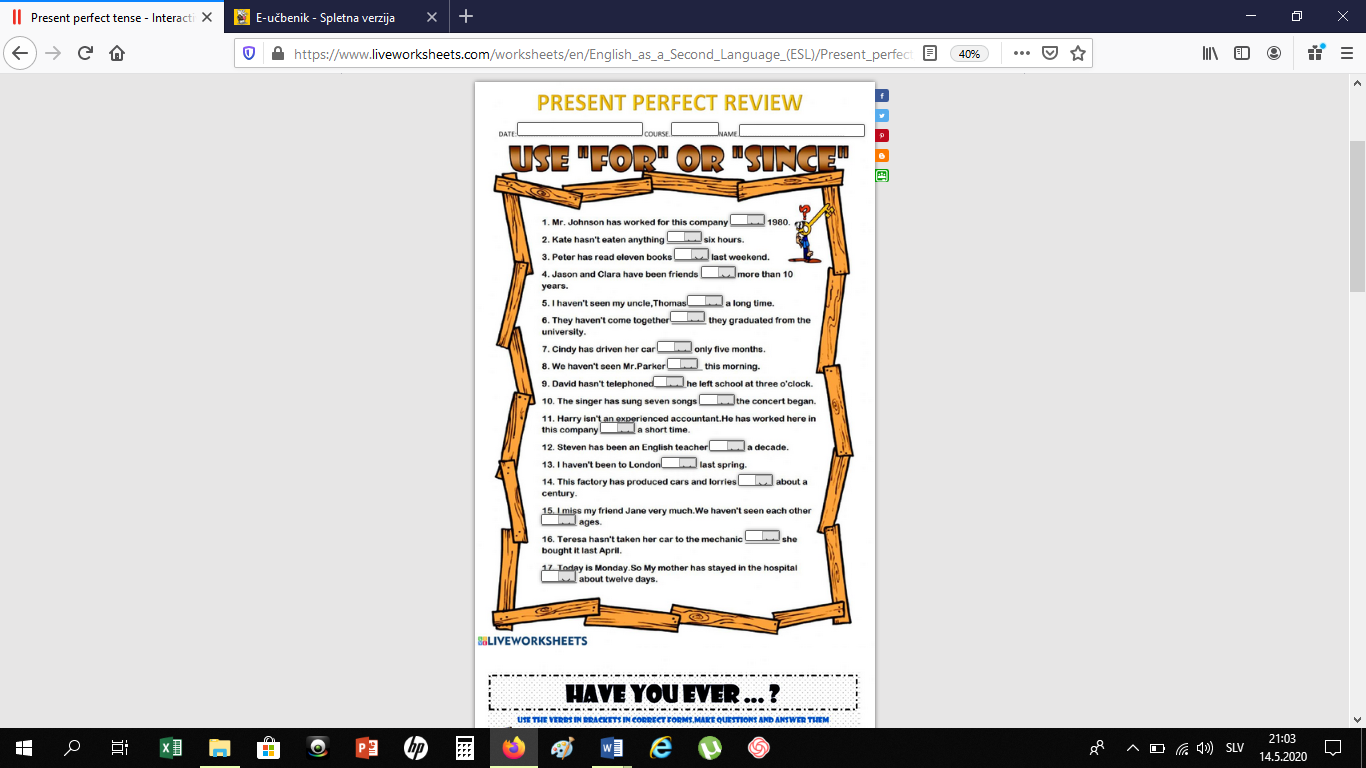 Present perfect tense - Interacti
E-učbenik - Spletna verzija
https://www.liveworksheets.com/worksheets/en/English_as_a_Second_Language_(ESL)/Present_perfec
40%
PRESENT PERFECT REVIEW
DATE: COURSE: NAME
USE "FOR" OR "SINCE"
1. Mr. Johnson has worked for this company 1980.
2. Kate hasn't eaten anything six hours.
3. Peter has read eleven books last weekend.
4. Jason and Clara have been friends more than 10
years.
5. I haven't seen my uncle,Thomas a long time.
6. They haven't come together they graduated from the
university.
7. Cindy has driven her car only five months.
8. We haven't seen Mr.Parker this morning.
9. David hasn't telephoned he left school at three o'clock.
10. The singer has sung seven songs the concert began.
11. Harry isn't an experienced accountant.He has worked here in
this company a short time.
12. Steven has been an English teacher a decade.
13. I haven't been to London last spring.
14. This factory has produced cars and lorries about a
century.
15. I miss my friend Jane very much.We haven't seen each other
ages.
16. Teresa hasn't taken her car to the mechanic she
bought it last April.
17. Today is Monday.So My mother has stayed in the hospital
about twelve days.
LIVEWORKSHEETS
HAVE YOU EVER ... ?
USE THE VERBS IN BRACKETS IN CORRECT FORMS.MAKE QUESTIONS AND ANSWER THEM
SLV
21:03
14.5.2020